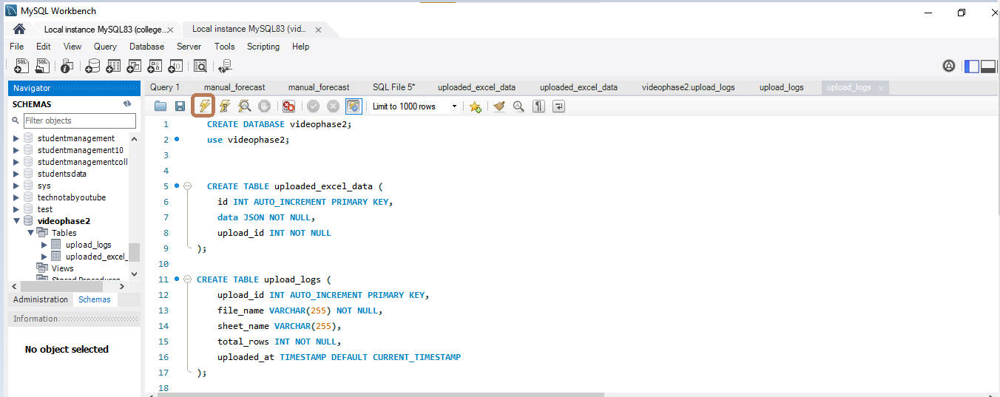 MySQL Workbench
Local instance MySQL83 (college...
Local instance MySQL83 (vid...
File Edit View Query Database Server Tools Scripting Help
Navigator
SCHEMAS
Filter objects
studentmanagement
studentmanagement10
studentmanagementcoll
studentsdata
sys
technotabyoutube
test
videophase2
Tables
upload_logs
uploaded_excel_
Views
Stored Procedures
Administration Schemas
Information
No object selected
Query 1 manual_forecast manual_forecast SQL File 5* uploaded_excel_data uploaded_excel_data videophase2.upload_logs upload_logs upload_logs
Limit to 1000 rows
1 CREATE DATABASE videophase2;
2 use videophase2;
3
4
5 CREATE TABLE uploaded_excel_data (
6 id INT AUTO_INCREMENT PRIMARY KEY,
7 data JSON NOT NULL,
8 upload_id INT NOT NULL
9 );
10
11 CREATE TABLE upload_logs (
12 upload_id INT AUTO_INCREMENT PRIMARY KEY,
13 file_name VARCHAR(255) NOT NULL,
14 sheet_name VARCHAR(255),
15 total_rows INT NOT NULL,
16 uploaded_at TIMESTAMP DEFAULT CURRENT_TIMESTAMP
17 );
18